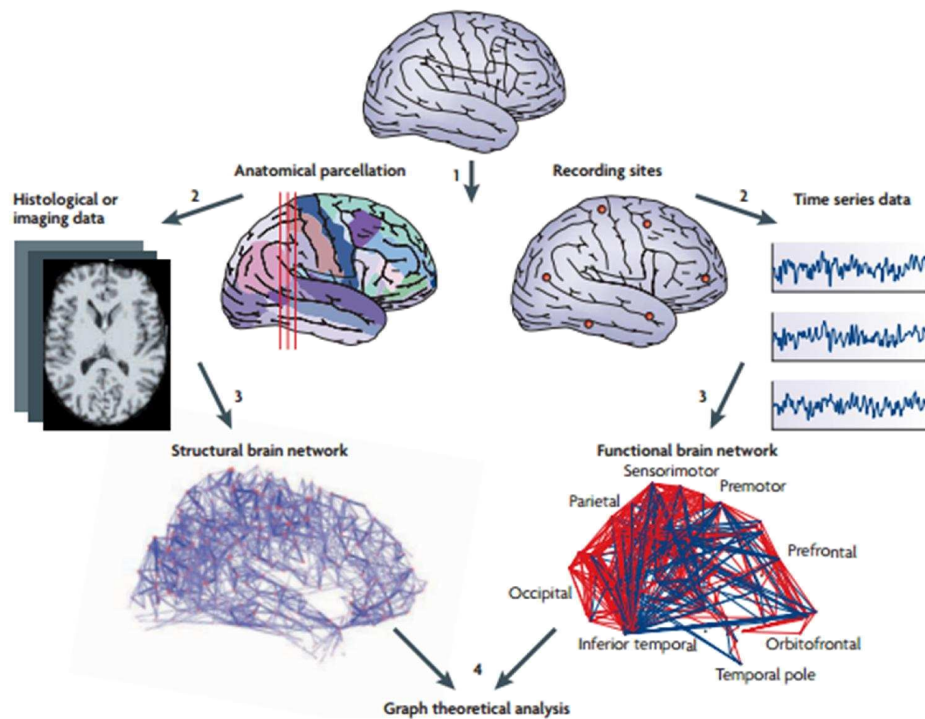 Anatomical parcellation
1
Recording sites
2
2
Histological or
imaging data
Time series data
3
3
Structural brain network
Functional brain network
Sensorimotor
Parietal
Premotor
Prefrontal
Occipital
Inferior temporal
Orbitofrontal
Temporal pole
4
Graph theoretical analysis